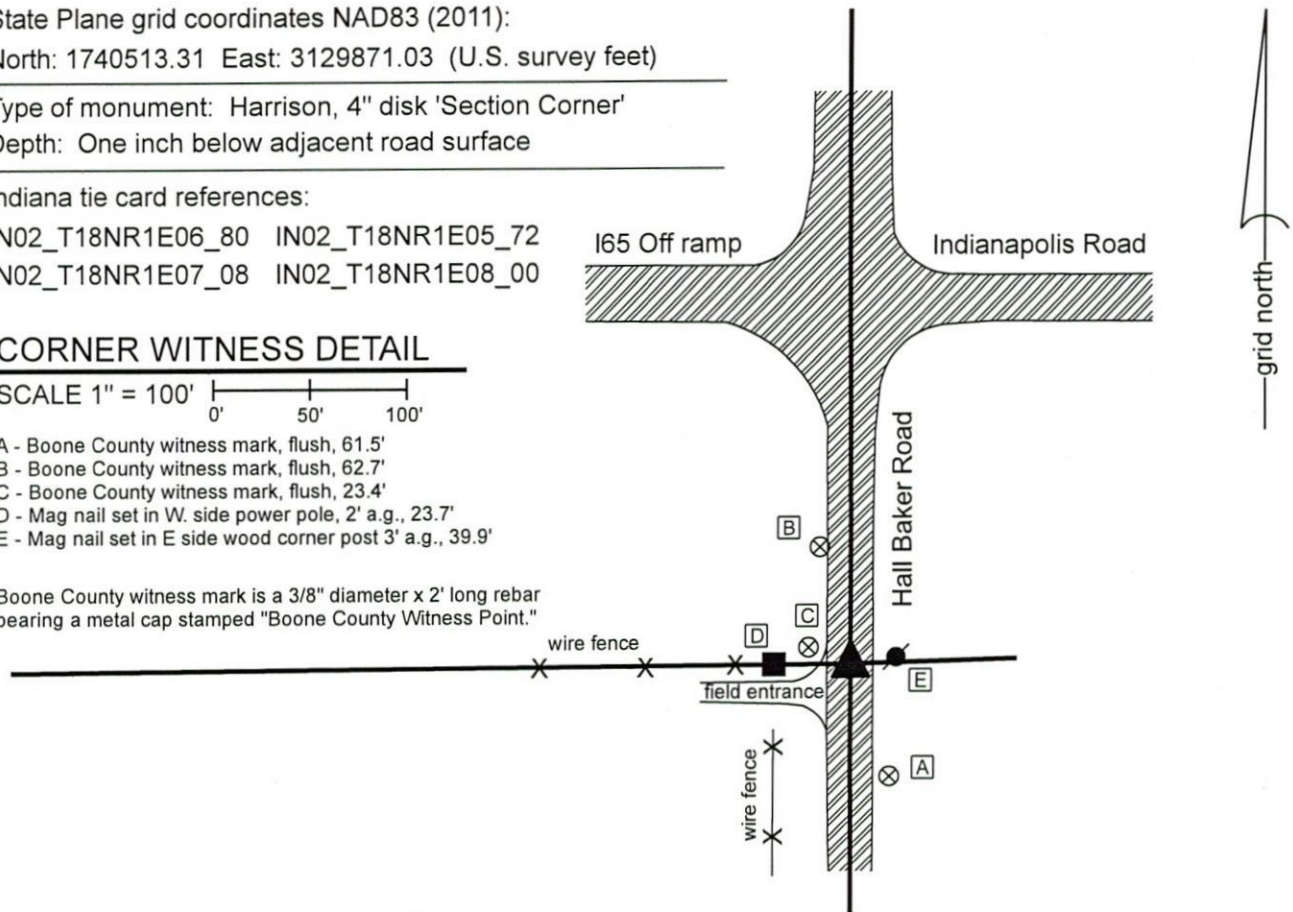 State Plane grid coordinates NAD83 (2011):
North: 1740513.31 East: 3129871.03 (U.S. survey feet)
Type of monument: Harrison, 4" disk 'Section Corner'
Depth: One inch below adjacent road surface
ndiana tie card references:
N02_T18NR1E06_80 IN02_T18NR1E05_72
N02_T18NR1E07_08 IN02_T18NR1E08_00
CORNER WITNESS DETAIL
SCALE 1" = 100'
0' 50' 100'
A - Boone County witness mark, flush, 61.5'
B - Boone County witness mark, flush, 62.7'
C - Boone County witness mark, flush, 23.4'
D - Mag nail set in W. side power pole, 2' a.g., 23.7'
E - Mag nail set in E side wood corner post 3' a.g., 39.9'
Boone County witness mark is a 3/8" diameter x 2' long rebar
bearing a metal cap stamped "Boone County Witness Point."
I65 Off ramp
Indianapolis Road
grid north
Hall Baker Road
B
C
D
wire fence
E
field entrance
A
wire fence